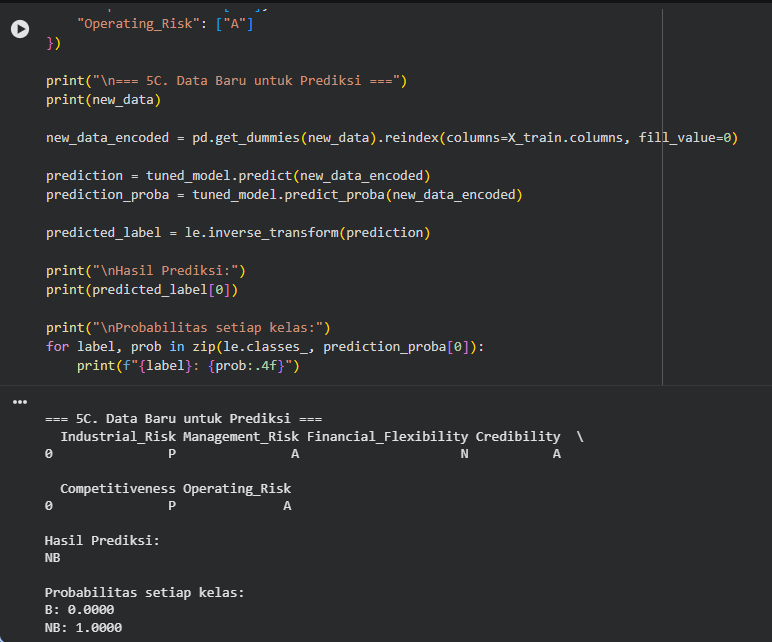 "Operating_Risk": ["A"]
})
print("\n=== 5C. Data Baru untuk Prediksi ===")
print(new_data)
new_data_encoded = pd.get_dummies(new_data).reindex(columns=X_train.columns, fill_value=0)
prediction = tuned_model.predict(new_data_encoded)
prediction_proba = tuned_model.predict_proba(new_data_encoded)
predicted_label = le.inverse_transform(prediction)
print("\nHasil Prediksi:")
print(predicted_label[0])
print("\nProbabilitas setiap kelas:")
for label, prob in zip(le.classes_, prediction_proba[0]):
    print(f"{label}: {prob:.4f}")
=== 5C. Data Baru untuk Prediksi ===
  Industrial_Risk Management_Risk Financial_Flexibility Credibility  \
0               P               A                     N           A
  Competitiveness Operating_Risk
0               P              A
Hasil Prediksi:
NB
Probabilitas setiap kelas:
B: 0.0000
NB: 1.0000